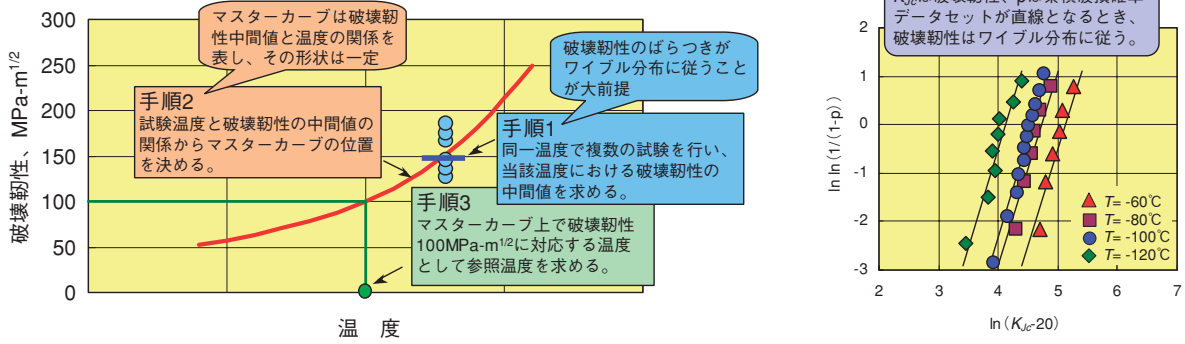 マスターカーブは破壊靭
性中間値と温度の関係を
表し、その形状は一定
破壊靭性のばらつきが
ワイブル分布に従うこと
が大前提
手順2
試験温度と破壊靭性の中間値の
関係からマスターカーブの位置
を決める。
手順1
同一温度で複数の試験を行い、
当該温度における破壊靭性の
中間値を求める。
手順3
マスターカーブ上で破壊靭性
100MPa-m1/2に対応する温度
として参照温度を求める。
破壊靭性、MPa-m1/2
300
250
200
150
100
50
0
温 度
データセットが直線となるとき、
破壊靭性はワイブル分布に従う。
ln ln (1/(1-p))
2
1
0
-1
-2
-3
T= -60℃
T= -80℃
T= -100℃
T= -120℃
2 3 4 5 6 7
ln (KJc-20)